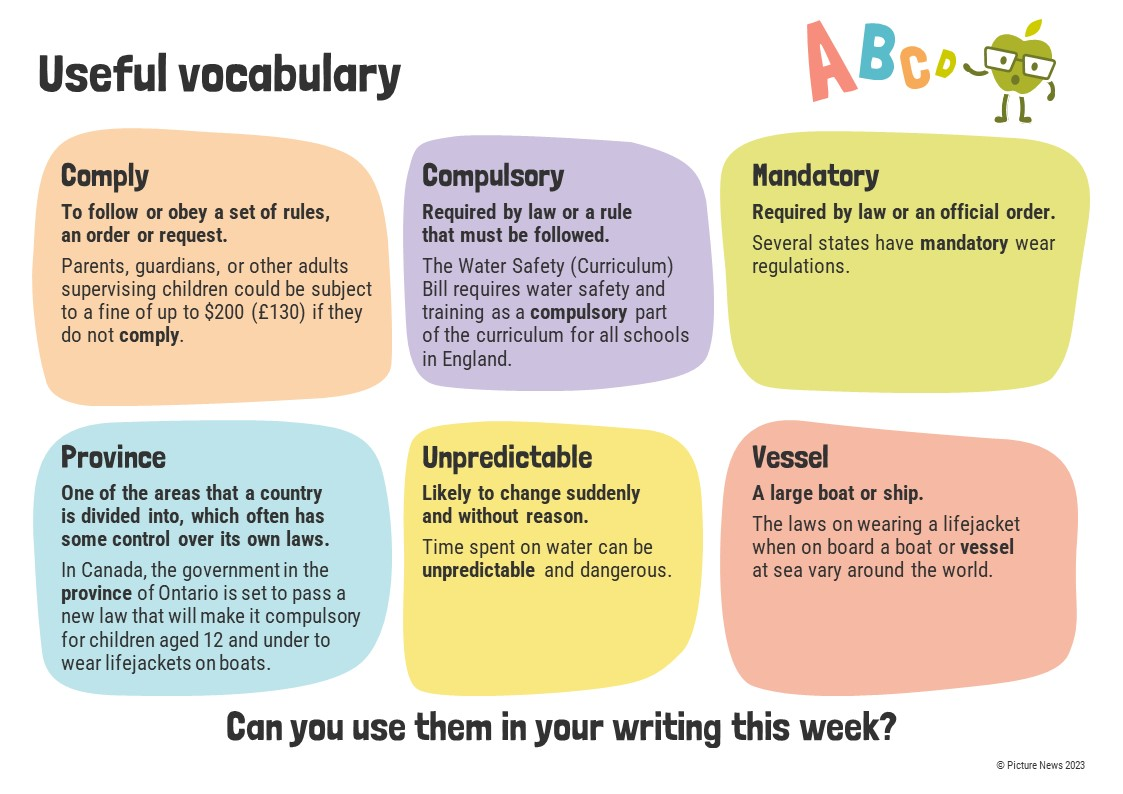 Useful vocabulary
A B C D
Comply
To follow or obey a set of rules,
an order or request.
Parents, guardians, or other adults
supervising children could be subject
to a fine of up to $200 (£130) if they
do not comply.
Compulsory
Required by law or a rule
that must be followed.
The Water Safety (Curriculum)
Bill requires water safety and
training as a compulsory part
of the curriculum for all schools
in England.
Mandatory
Required by law or an official order.
Several states have mandatory wear
regulations.
Province
One of the areas that a country
is divided into, which often has
some control over its own laws.
In Canada, the government in the
province of Ontario is set to pass a
new law that will make it compulsory
for children aged 12 and under to
wear lifejackets on boats.
Unpredictable
Likely to change suddenly
and without reason.
Time spent on water can be
unpredictable and dangerous.
Vessel
A large boat or ship.
The laws on wearing a lifejacket
when on board a boat or vessel
at sea vary around the world.
Can you use them in your writing this week?
© Picture News 2023